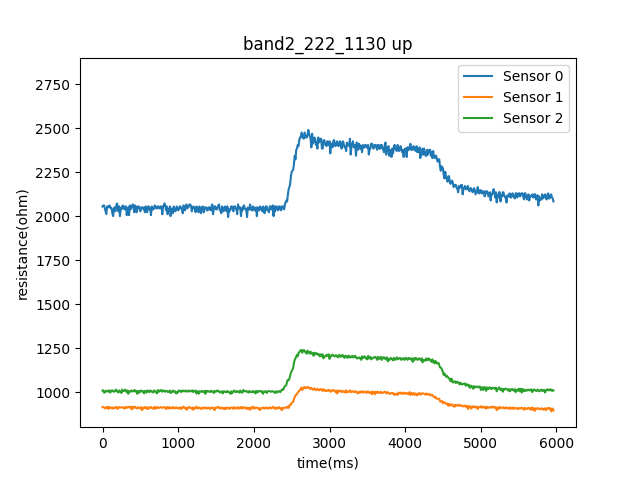 band2_222_1130 up
Sensor 0
Sensor 1
Sensor 2
2750
2500
2250
2000
1750
1500
1250
1000
resistance(ohm)
0 1000 2000 3000 4000 5000 6000
time(ms)